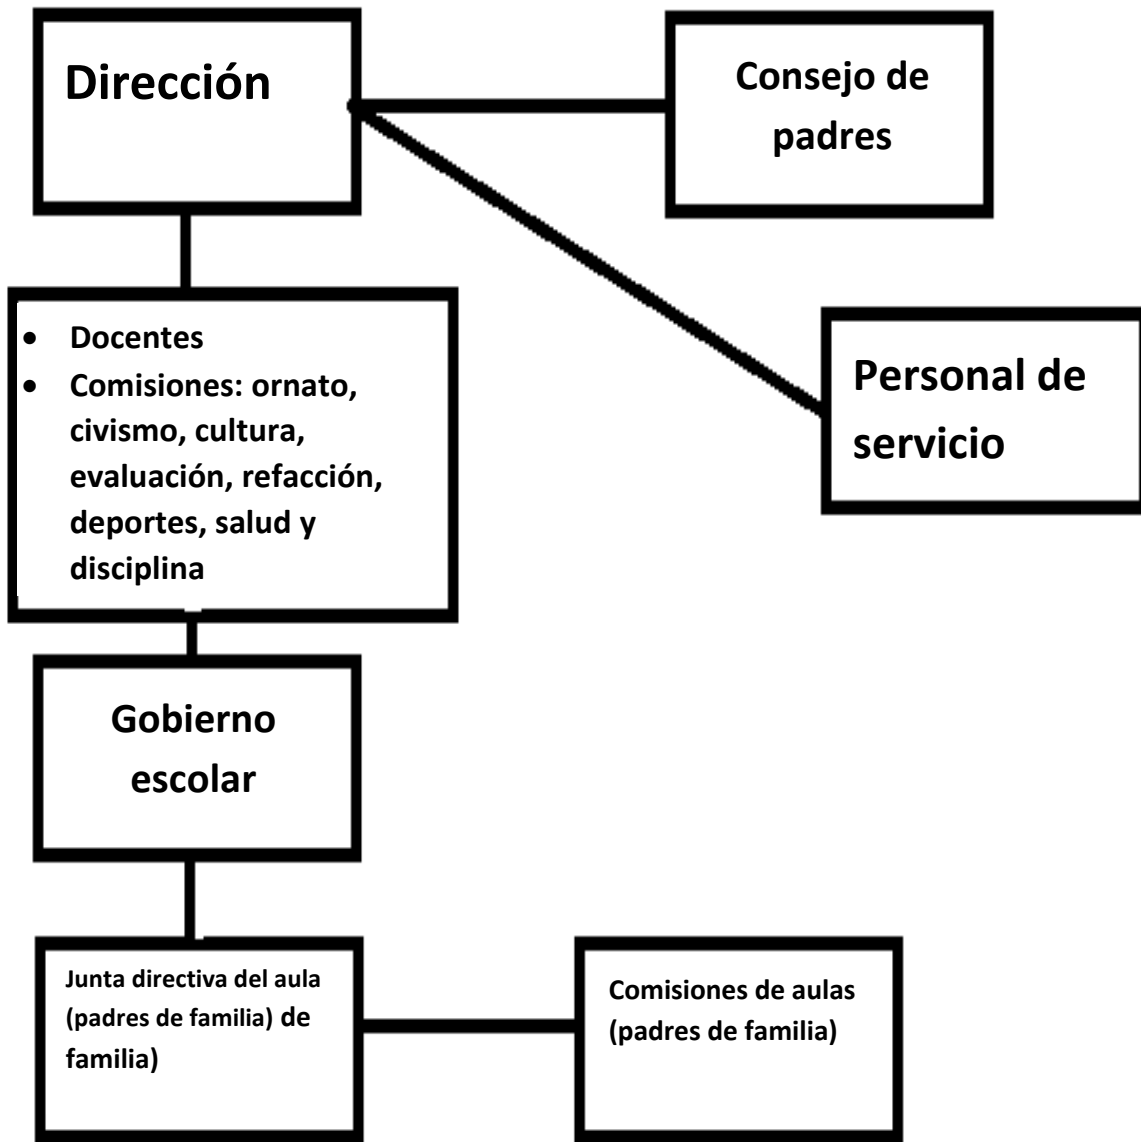 Dirección
Consejo de
padres
Personal de
servicio
• Docentes
• Comisiones: ornato,
civismo, cultura,
evaluación, refacción,
deportes, salud y
disciplina
Gobierno
escolar
Junta directiva del aula
(padres de familia) de
familia)
Comisiones de aulas
(padres de familia)